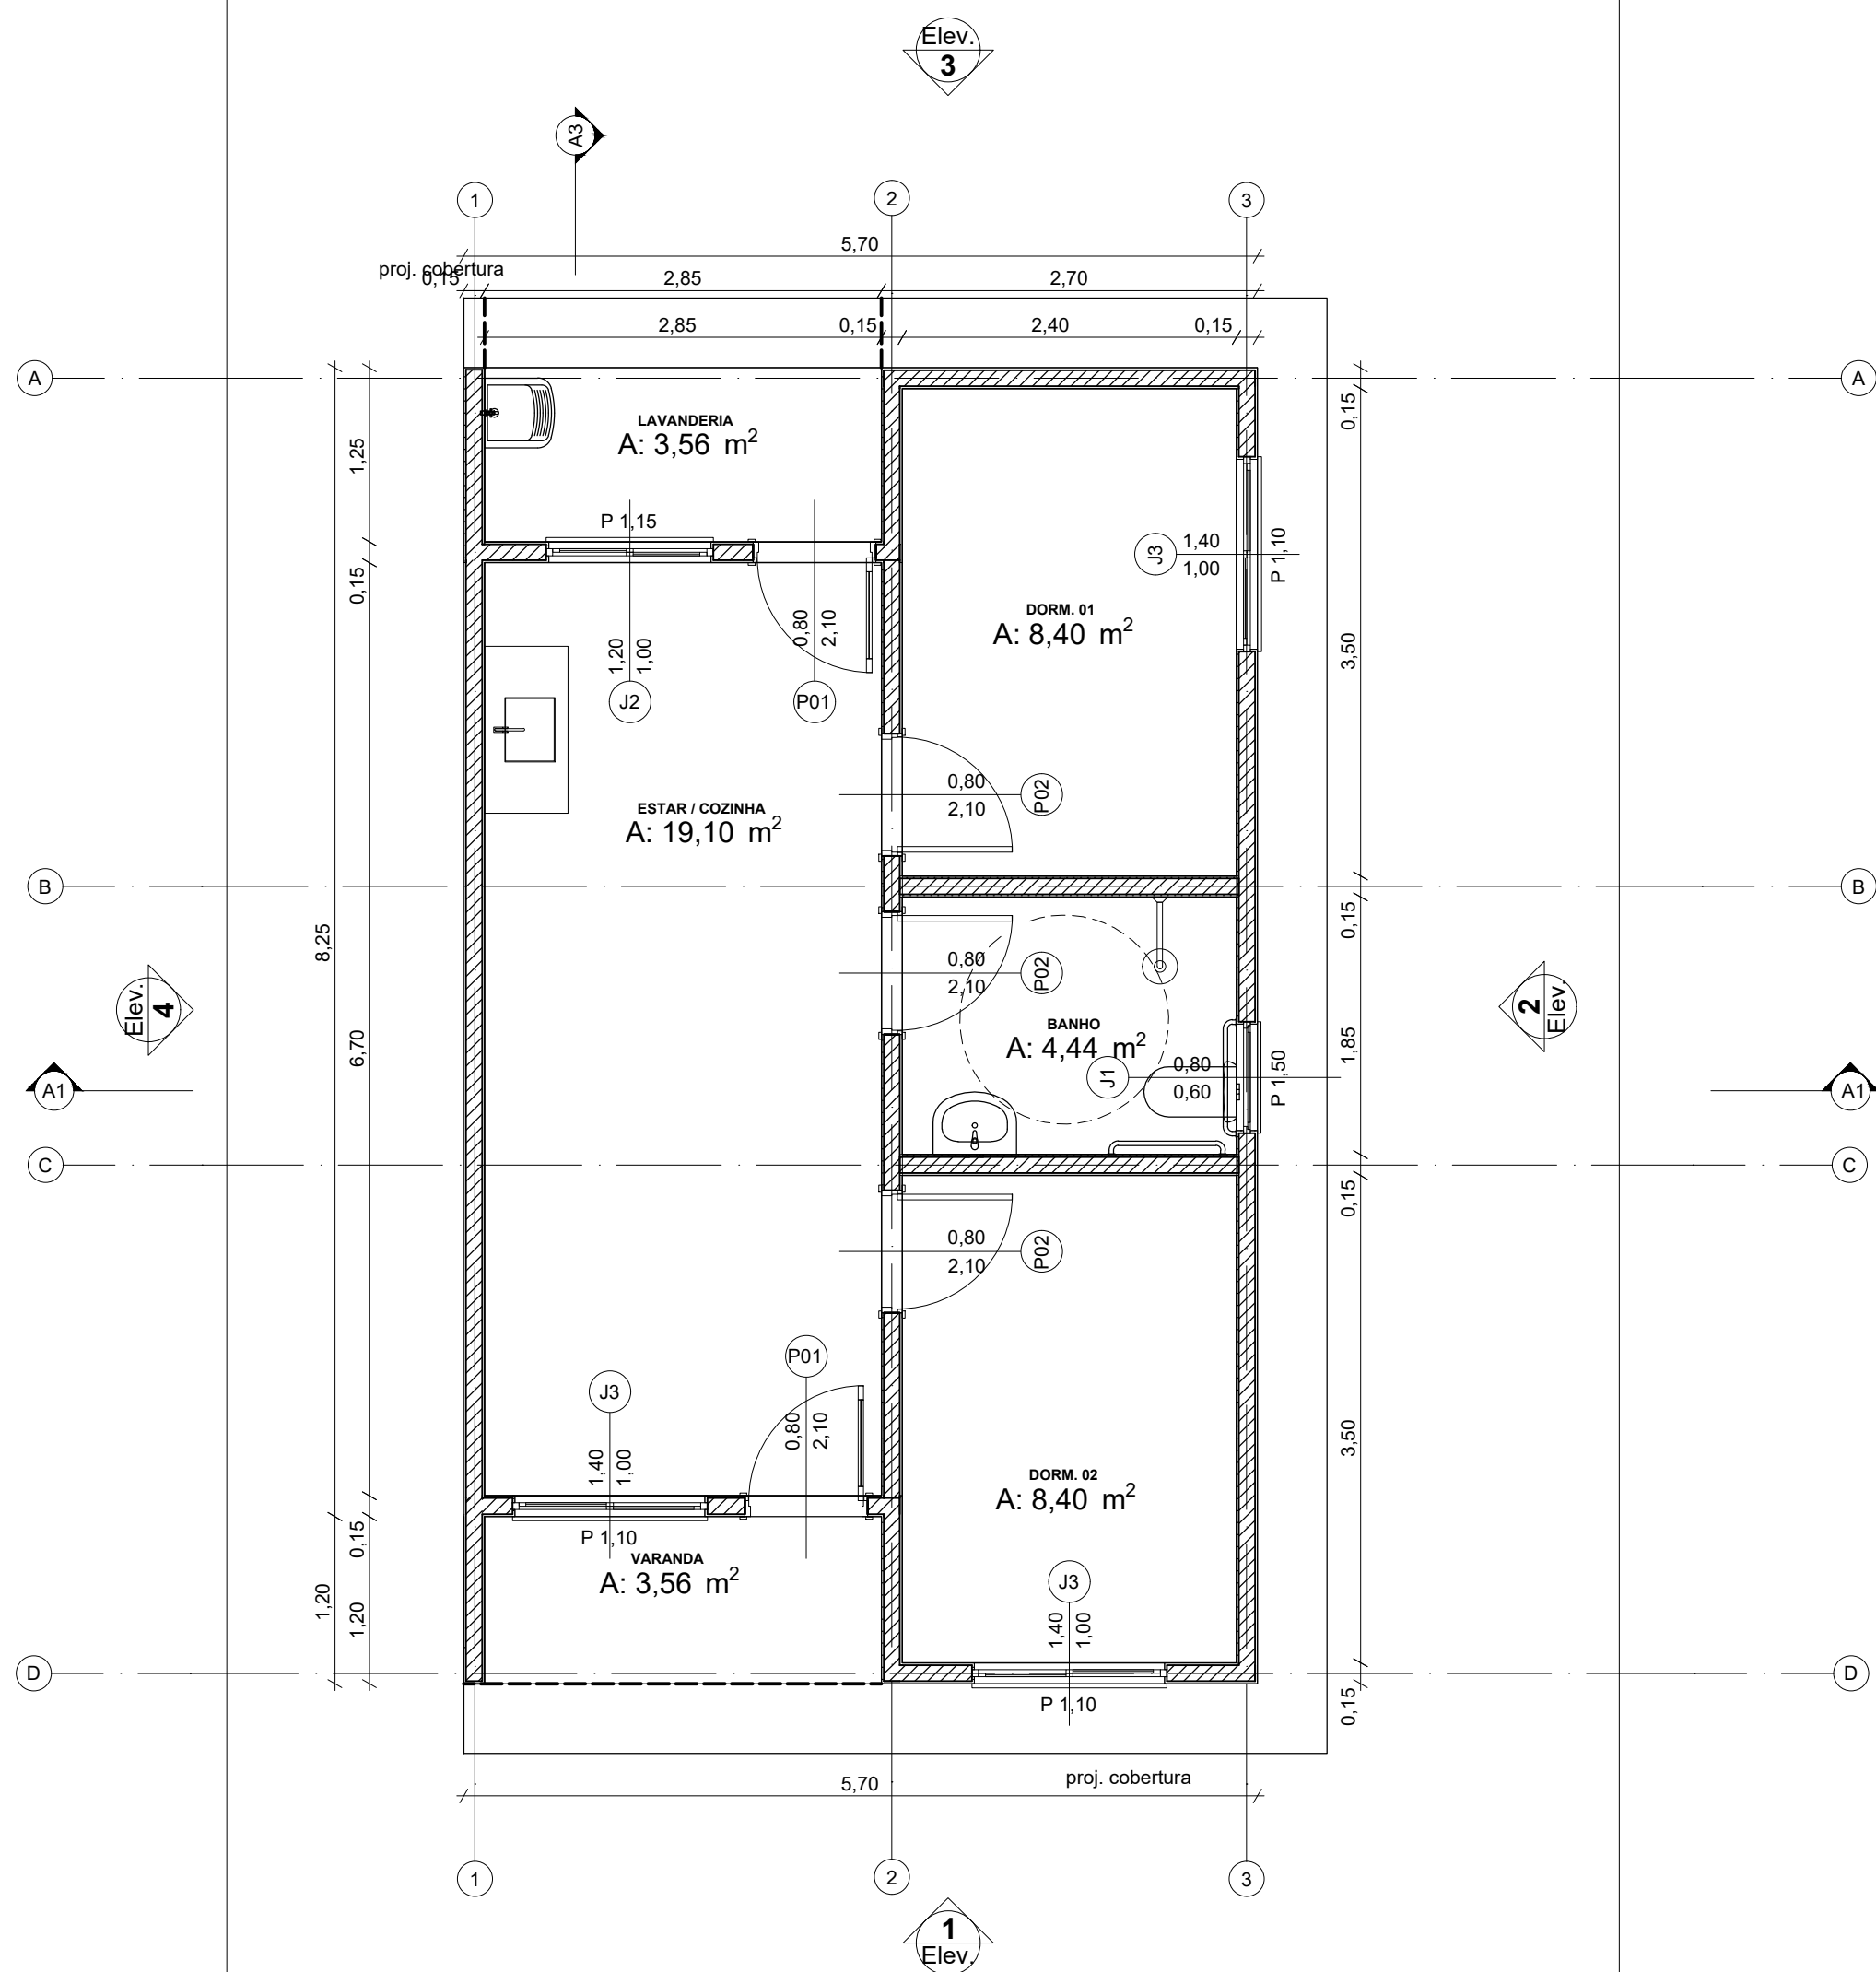 Elev.
3
A3
1
2
3
5,70
proj. cobertura
0,15
2,85
2,70
2,85
0,15
2,40
0,15
A
A
LAVANDERIA
A: 3,56 m²
0,15
1,25
P 1,15
J3
1,40
1,00
P 1,10
0,15
DORM. 01
A: 8,40 m²
0,80
2,10
1,20
1,00
3,50
J2
P01
0,80
2,10
P02
ESTAR / COZINHA
A: 19,10 m²
B
B
0,15
8,25
0,80
2,10
P02
Elev.
4
2
Elev.
BANHO
A: 4,44 m²
6,70
1,85
J1
0,80
0,60
P 1,50
A1
A1
C
C
0,15
0,80
2,10
P02
P01
J3
0,80
2,10
1,40
1,00
3,50
DORM. 02
A: 8,40 m²
P 1,10
0,15
VARANDA
A: 3,56 m²
J3
1,20
1,20
1,40
1,00
D
D
P 1,10
0,15
5,70
proj. cobertura
1
2
3
1
Elev.